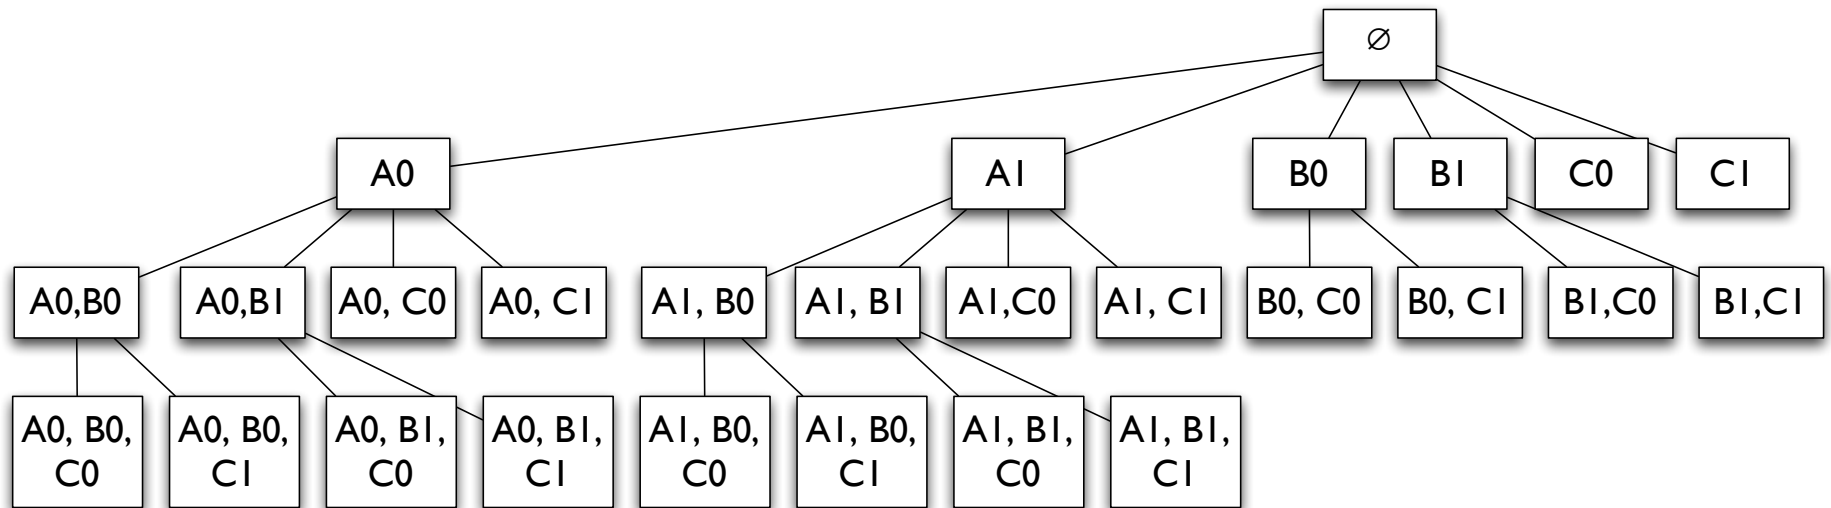 ∅
A0
A1
B0
B1
C0
C1
A0,B0
A0,B1
A0, C0
A0, C1
A1, B0
A1, B1
A1,C0
A1, C1
B0, C0
B0, C1
B1,C0
B1,C1
A0, B0,
C0
A0, B0,
C1
A0, B1,
C0
A0, B1,
C1
A1, B0,
C0
A1, B0,
C1
A1, B1,
C0
A1, B1,
C1